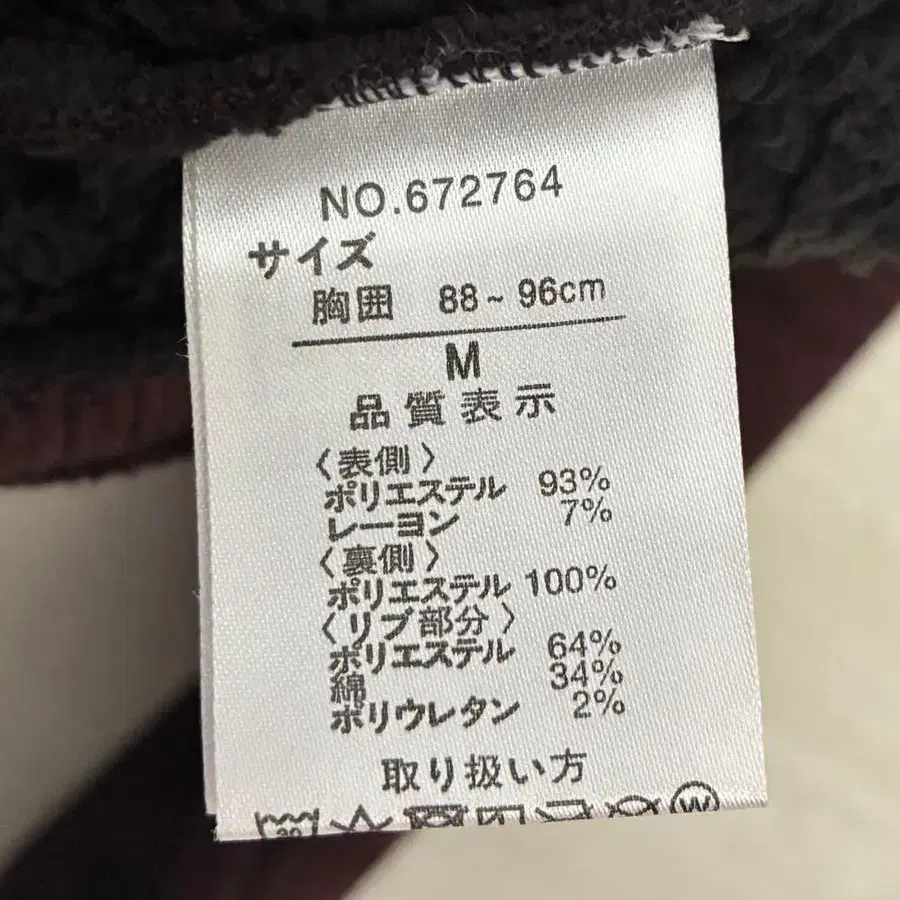 NO.672764
サイズ
胸囲 88~96cm
M
品質表示
〈表側〉
ポリエステル 93%
レーヨン 7%
〈裏側〉
ポリエステル 100%
〈リブ部分〉
ポリエステル 64%
綿 34%
ポリウレタン 2%
取り扱い方
30
W